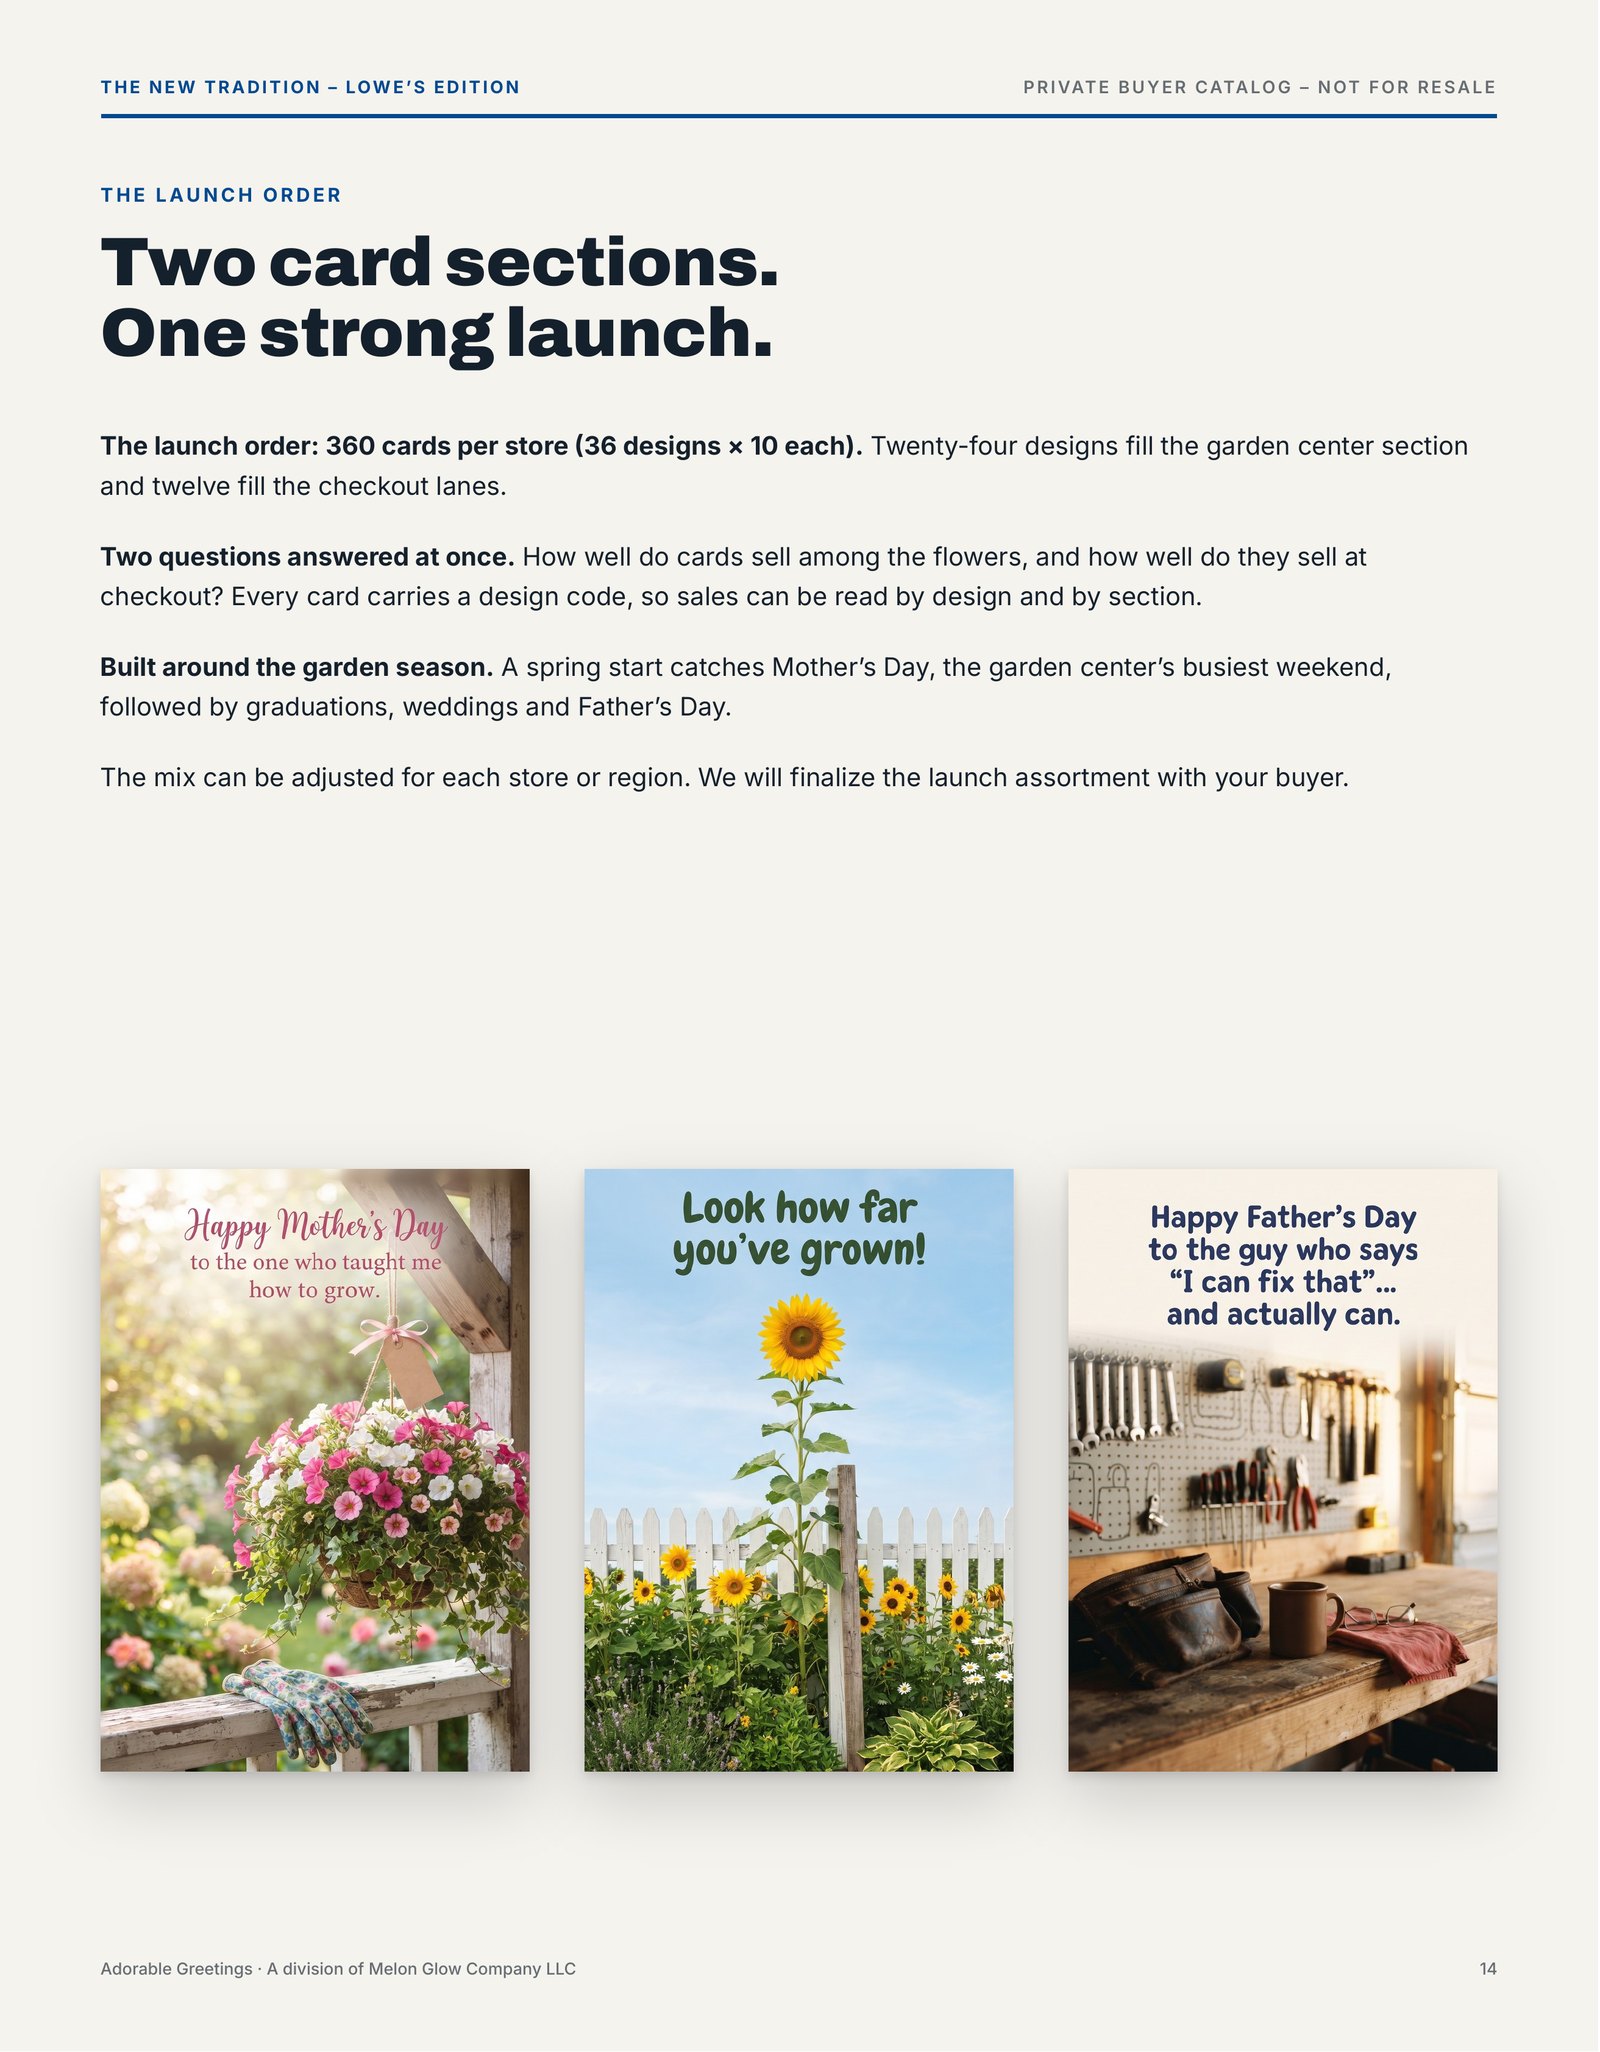 THE NEW TRADITION – LOWE’S EDITION
PRIVATE BUYER CATALOG – NOT FOR RESALE
THE LAUNCH ORDER
Two card sections.
One strong launch.
The launch order: 360 cards per store (36 designs × 10 each). Twenty-four designs fill the garden center section
and twelve fill the checkout lanes.
Two questions answered at once. How well do cards sell among the flowers, and how well do they sell at
checkout? Every card carries a design code, so sales can be read by design and by section.
Built around the garden season. A spring start catches Mother’s Day, the garden center’s busiest weekend,
followed by graduations, weddings and Father’s Day.
The mix can be adjusted for each store or region. We will finalize the launch assortment with your buyer.
Happy Mother’s Day
to the one who taught me
how to grow.
Look how far
you’ve grown!
Happy Father’s Day
to the guy who says
“I can fix that”...
and actually can.
Adorable Greetings · A division of Melon Glow Company LLC
14